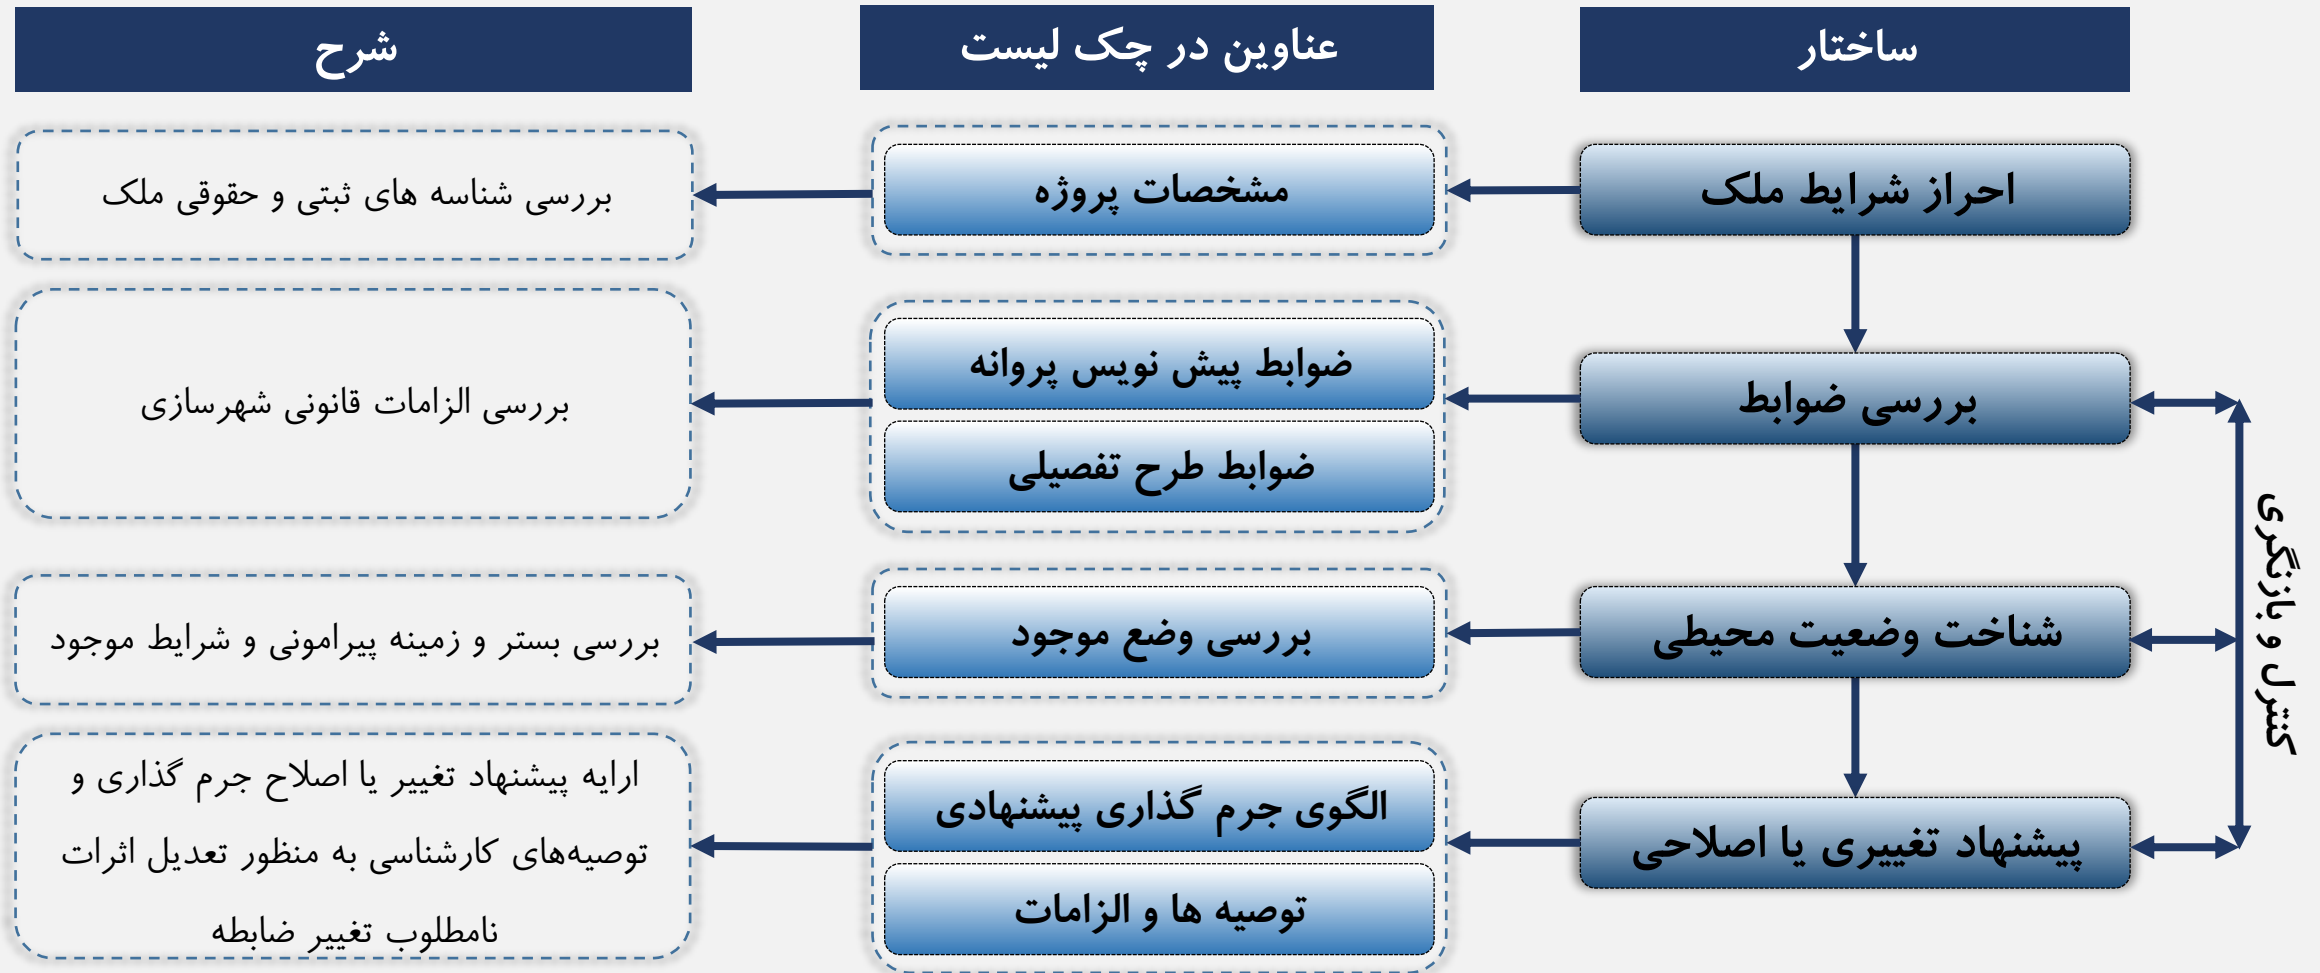 ساختار
عناوین در چک لیست
شرح
احراز شرایط ملک
مشخصات پروژه
بررسی شناسه های ثبتی و حقوقی ملک
بررسی ضوابط
ضوابط پیش نویس پروانه
ضوابط طرح تفصیلی
بررسی الزامات قانونی شهرسازی
شناخت وضعیت محیطی
بررسی وضع موجود
بررسی بستر و زمینه پیرامونی و شرایط موجود
پیشنهاد تغییری یا اصلاحی
الگوی جرم گذاری پیشنهادی
توصیه ها و الزامات
ارایه پیشنهاد تغییر یا اصلاح جرم گذاری و
توصیه‌های کارشناسی به منظور تعدیل اثرات
نامطلوب تغییر ضابطه
کنترل و بازنگری